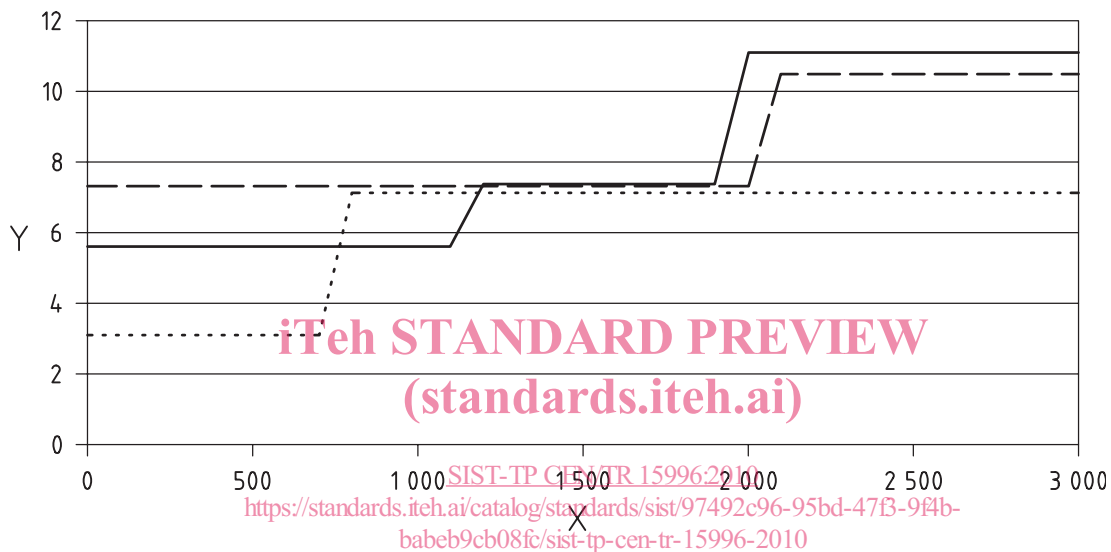 12
10
8
Y
6
4
iTeh STANDARD PREVIEW
2
(standards.iteh.ai)
0
0 500 1 000 1 500 2 000 2 500 3 000
SIST-TP CEN/TR 15996:2010
https://standards.iteh.ai/catalog/standards/sist/97492c96-95bd-47f3-9f4b-
X
babeb9cb08fc/sist-tp-cen-tr-15996-2010